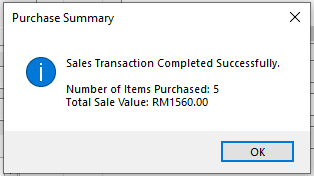 Purchase Summary
Sales Transaction Completed Successfully.
Number of Items Purchased: 5
Total Sale Value: RM1560.00
OK